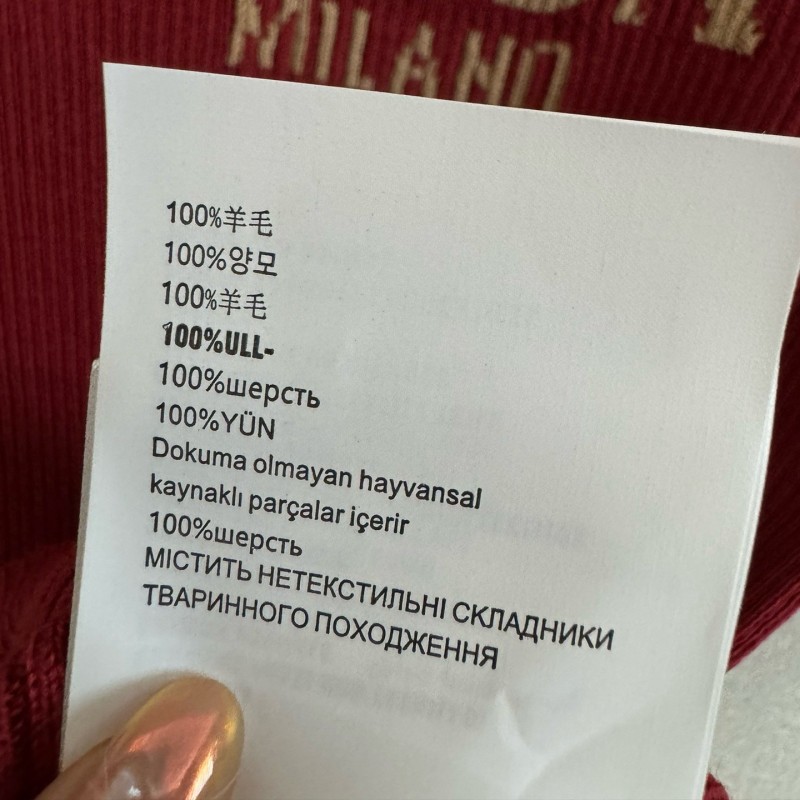 MILANO
100%羊毛
100%양모
100%羊毛
100%ULL-
100%шерсть
100%YÜN
Dokuma olmayan hayvansal
kaynaklı parçalar içerir
100%шерсть
МІСТИТЬ НЕТЕКСТИЛЬНІ СКЛАДНИКИ
ТВАРИННОГО ПОХОДЖЕННЯ